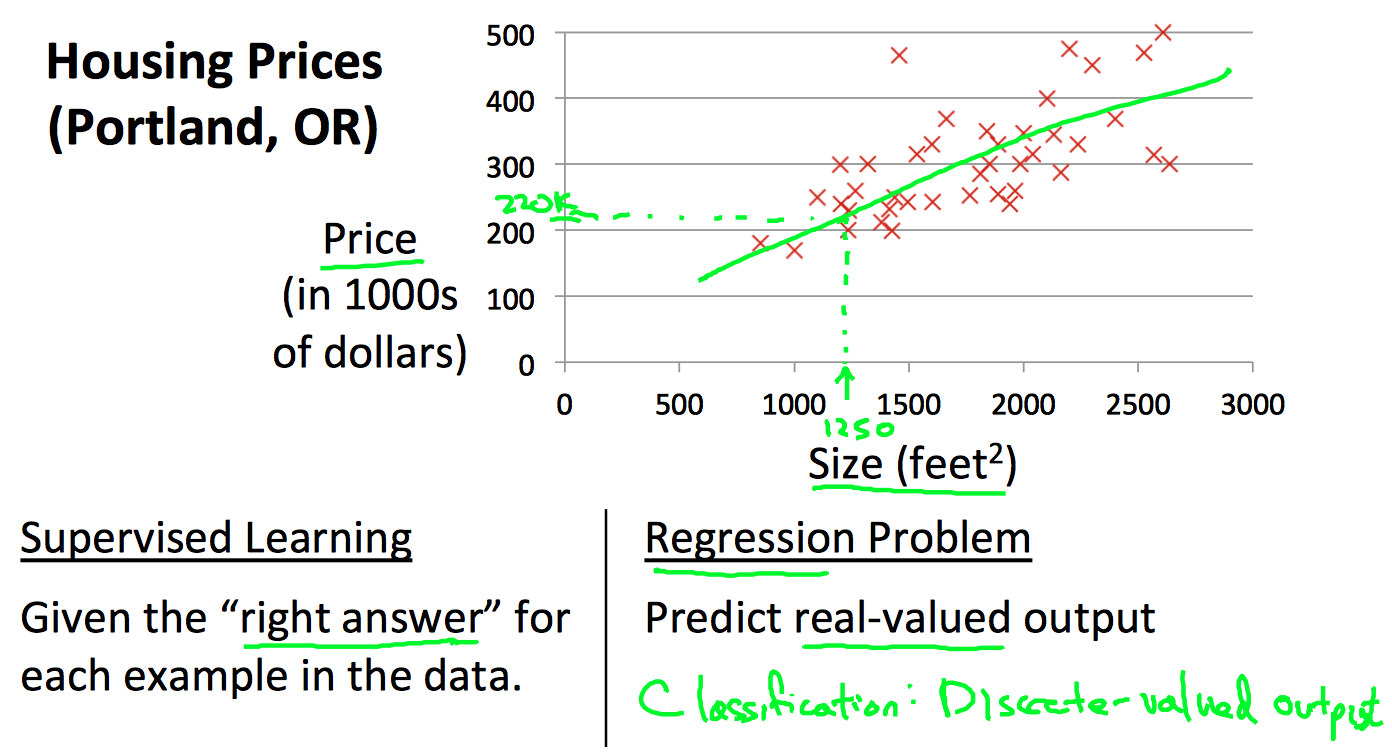 Housing Prices
(Portland, OR)
500
400
300
220K
200
100
0
Price
(in 1000s
of dollars)
0 500 1000 1500 2000 2500 3000
1250
Size (feet²)
Supervised Learning
Given the “right answer” for
each example in the data.
Regression Problem
Predict real-valued output
Classification: Discrete-valued output